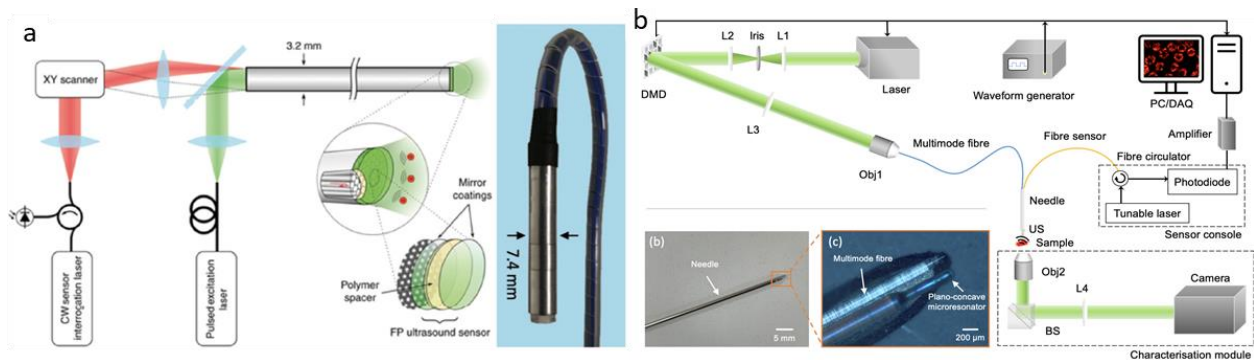 a
XY scanner
3.2 mm
CW sensor
interrogation laser
Pulsed excitation
laser
Mirror
coatings
Polymer
spacer
FP ultrasound sensor
7.4 mm
b
DMD
L2
Iris
L1
Laser
Waveform generator
PC/DAQ
Amplifier
L3
Obj1
Multimode fibre
Fibre sensor
Fibre circulator
Photodiode
Tunable laser
Sensor console
Needle
US
Sample
Obj2
L4
BS
Camera
Characterisation module
(b)
Needle
5 mm
(c)
Multimode fibre
Plano-concave
microresonator
200 μm